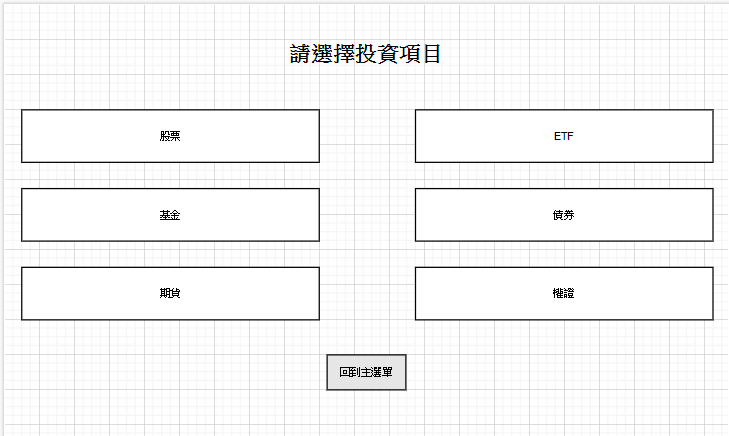 請選擇投資項目
股票
ETF
基金
債券
期貨
權證
回到主選單